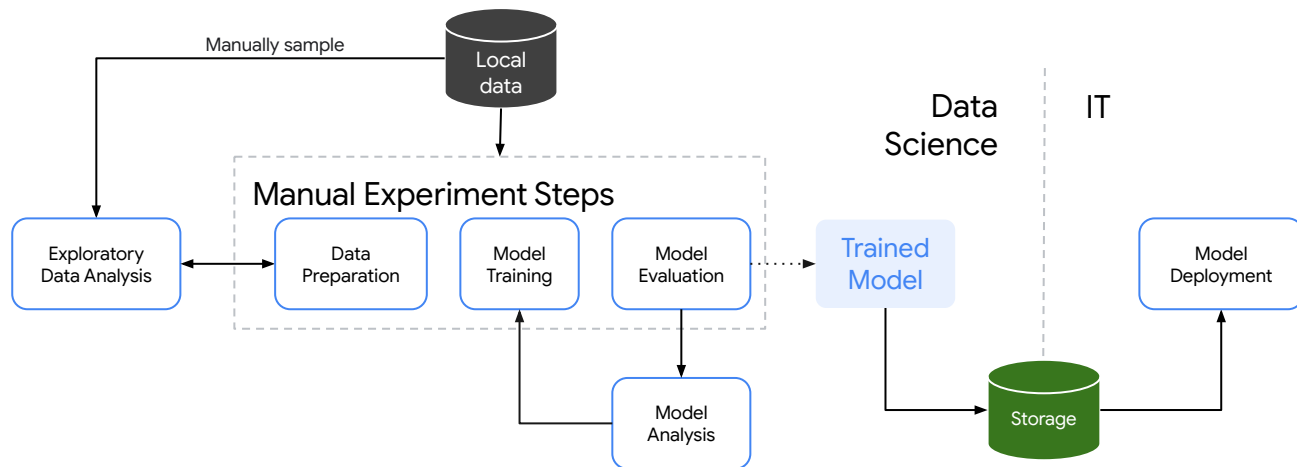 Manually sample
Local
data
Data
Science
IT
Manual Experiment Steps
Exploratory
Data Analysis
Data
Preparation
Model
Training
Model
Evaluation
Trained
Model
Model
Deployment
Model
Analysis
Storage